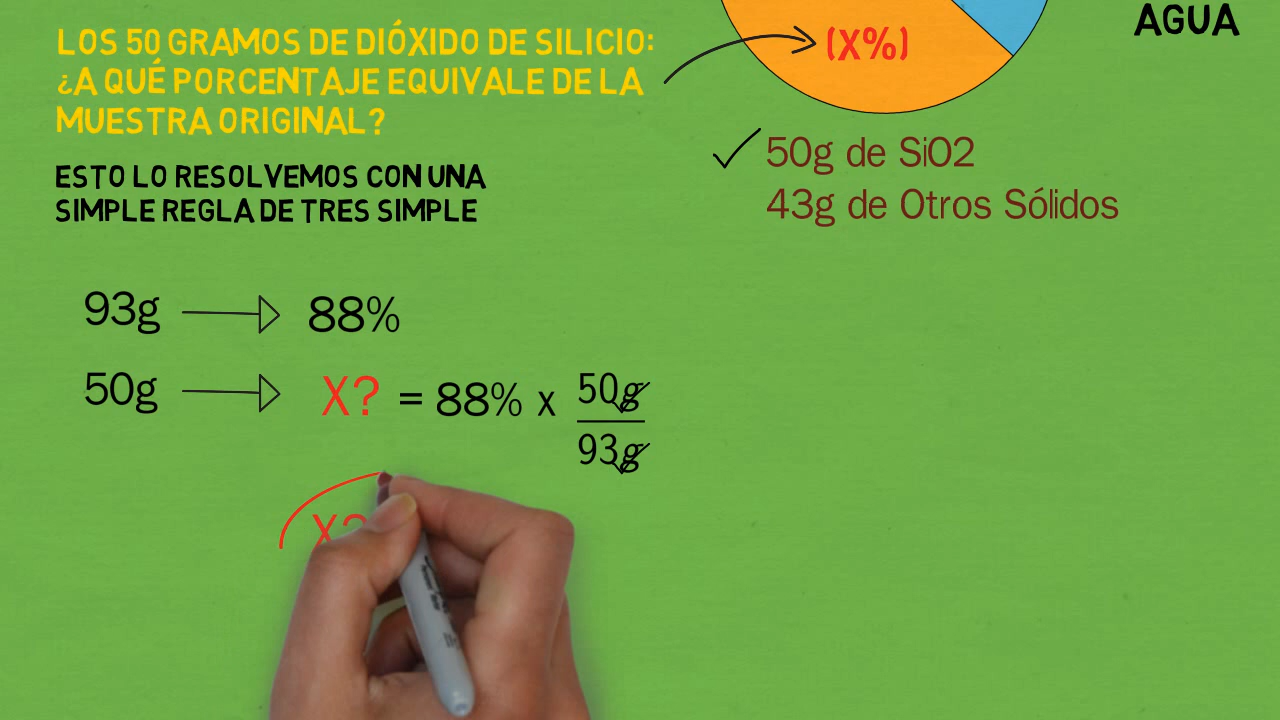 LOS 50 GRAMOS DE DIÓXIDO DE SILICIO:
¿A QUÉ PORCENTAJE EQUIVALE DE LA
MUESTRA ORIGINAL?
ESTO LO RESOLVEMOS CON UNA
SIMPLE REGLA DE TRES SIMPLE
(X%)
AGUA
50g de SiO2
43g de Otros Sólidos
93g 88%
50g X? = 88% x 50g
93g
X?